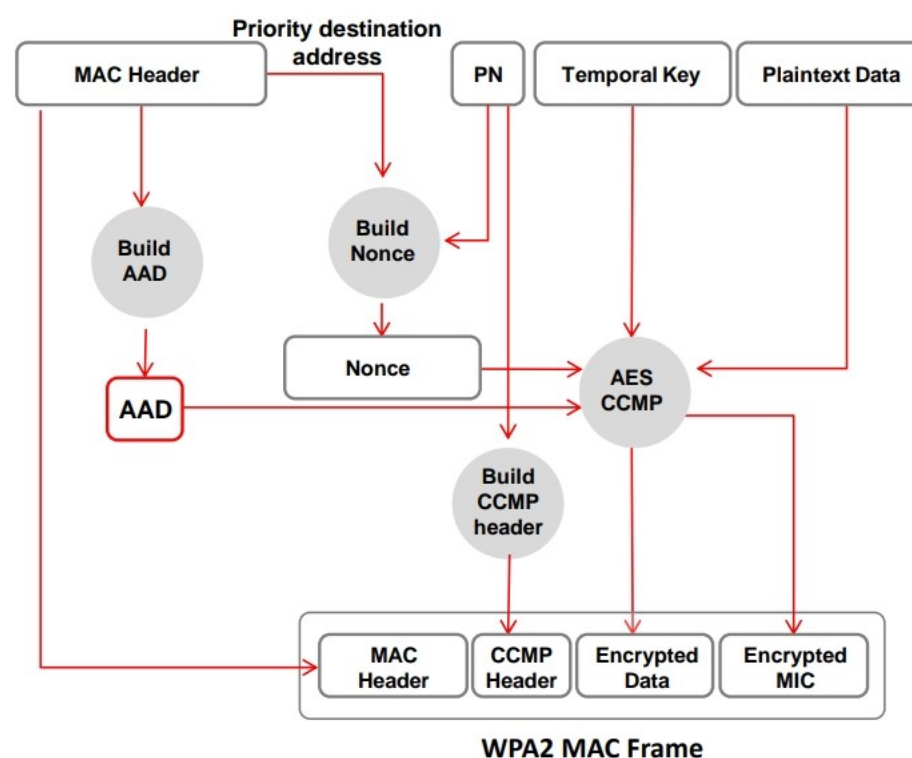 Priority destination
address
MAC Header
PN
Temporal Key
Plaintext Data
Build
AAD
Build
Nonce
Nonce
AES
CCMP
AAD
Build
CCMP
header
MAC
Header
CCMP
Header
Encrypted
Data
Encrypted
MIC
WPA2 MAC Frame